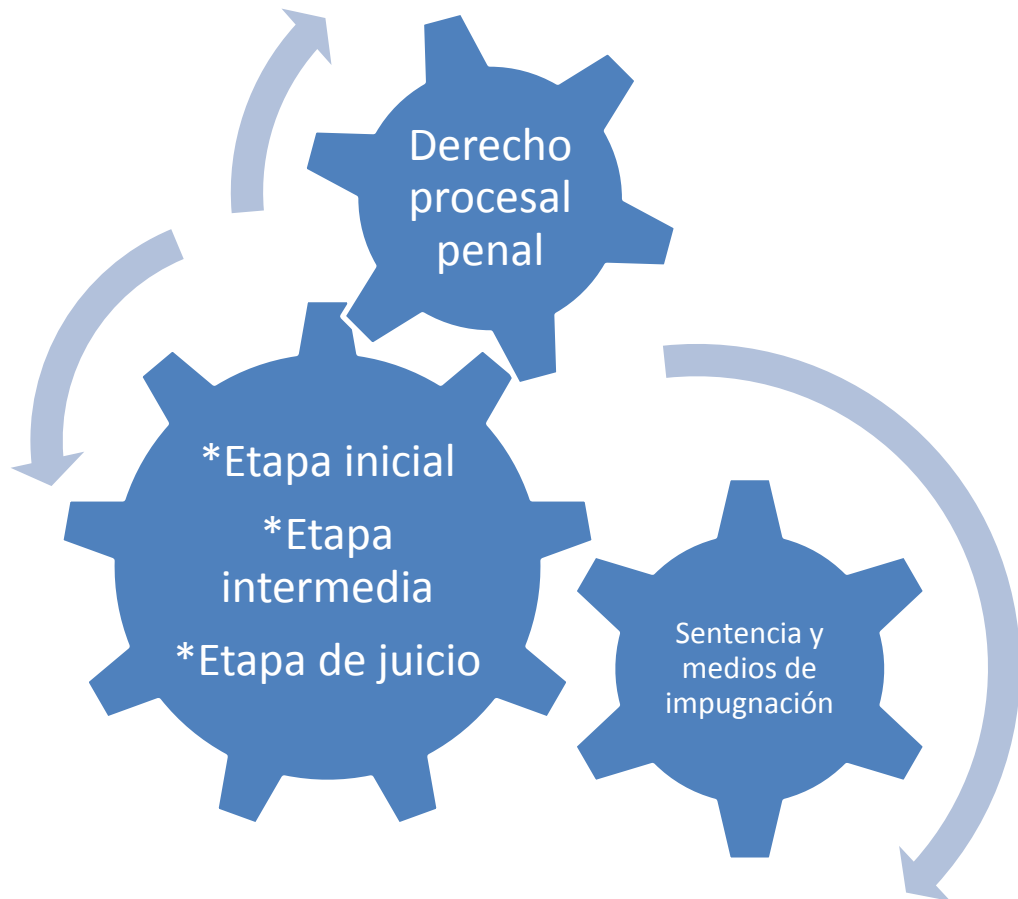 Derecho
procesal
penal
*Etapa inicial
*Etapa
intermedia
*Etapa de juicio
Sentencia y
medios de
impugnación